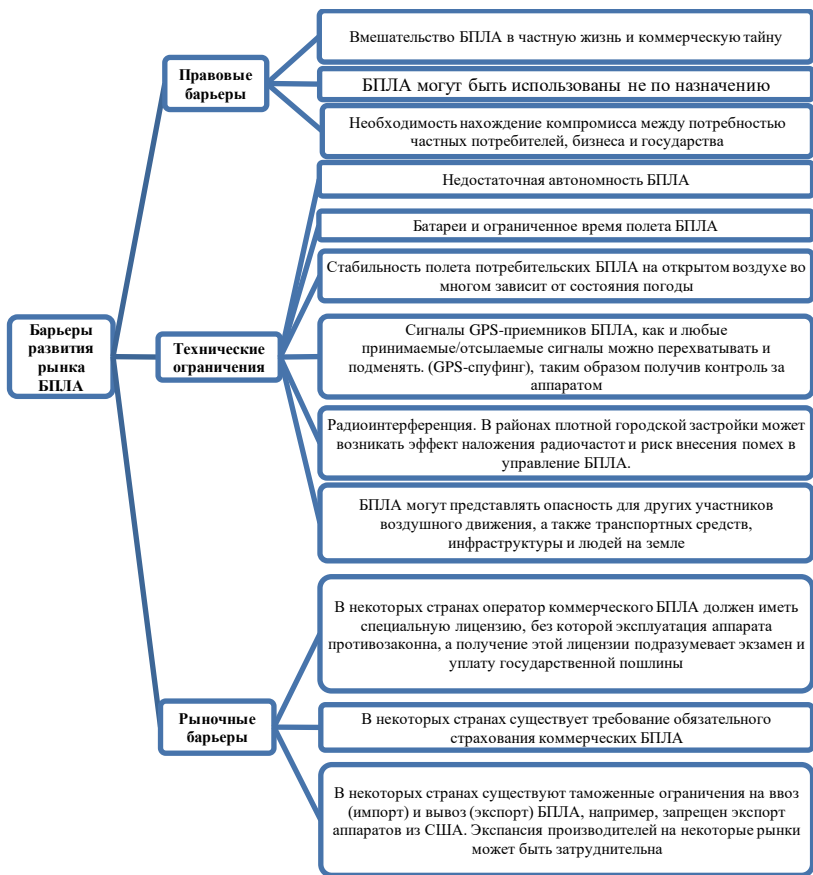 Барьеры
развития
рынка
БПЛА
Правовые
барьеры
Вмешательство БПЛА в частную жизнь и коммерческую тайну
БПЛА могут быть использованы не по назначению
Необходимость нахождение компромисса между потребностью
частных потребителей, бизнеса и государства
Технические
ограничения
Недостаточная автономность БПЛА
Батареи и ограниченное время полета БПЛА
Стабильность полета потребительских БПЛА на открытом воздухе во
многом зависит от состояния погоды
Сигналы GPS-приемников БПЛА, как и любые
принимаемые/отсылаемые сигналы можно перехватывать и
подменять. (GPS-спуфинг), таким образом получив контроль за
аппаратом
Радиоинтерференция. В районах плотной городской застройки может
возникать эффект наложения радиочастот и риск внесения помех в
управление БПЛА.
БПЛА могут представлять опасность для других участников
воздушного движения, а также транспортных средств,
инфраструктуры и людей на земле
Рыночные
барьеры
В некоторых странах оператор коммерческого БПЛА должен иметь
специальную лицензию, без которой эксплуатация аппарата
противозаконна, а получение этой лицензии подразумевает экзамен и
уплату государственной пошлины
В некоторых странах существует требование обязательного
страхования коммерческих БПЛА
В некоторых странах существуют таможенные ограничения на ввоз
(импорт) и вывоз (экспорт) БПЛА, например, запрещен экспорт
аппаратов из США. Экспансия производителей на некоторые рынки
может быть затруднительна